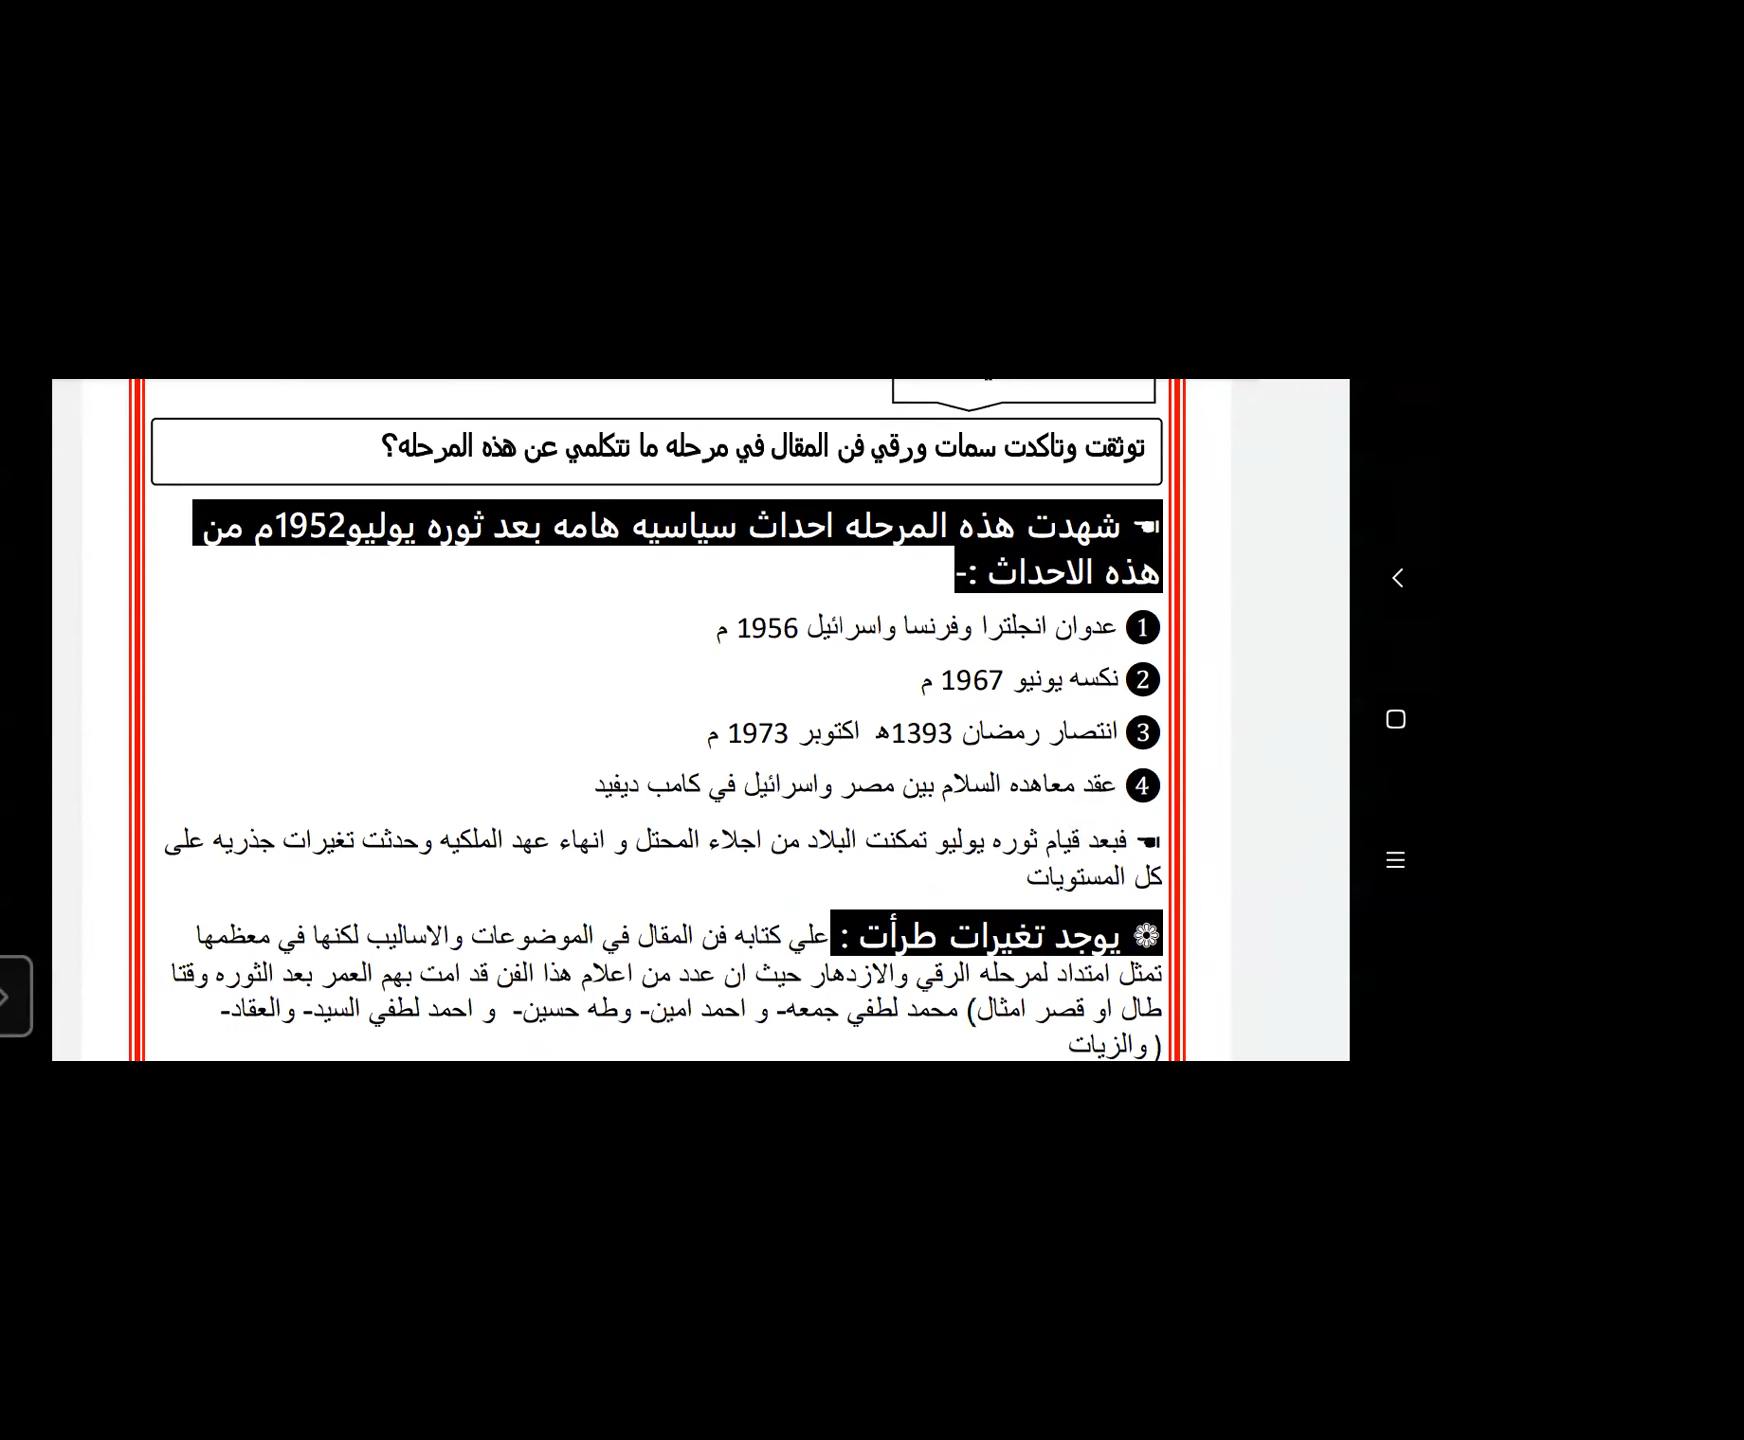 توثقت وتاكدت سمات ورقي فن المقال في مرحله ما نتكلمي عن هذه المرحله؟
شهدت هذه المرحله احداث سياسيه هامه بعد ثوره يوليو1952م من
هذه الاحداث :-
1 عدوان انجلترا وفرنسا واسرائيل 1956 م
2 نكسه يونيو 1967 م
3 انتصار رمضان 1393ه اكتوبر 1973 م
4 عقد معاهده السلام بين مصر واسرائيل في كامب ديفيد
فبعد قيام ثوره يوليو تمكنت البلاد من اجلاء المحتل و انهاء عهد الملكيه وحدثت تغيرات جذريه على
كل المستويات
يوجد تغيرات طرأت : علي كتابه فن المقال في الموضوعات والاساليب لكنها في معظمها
تمثل امتداد لمرحله الرقي والازدهار حيث ان عدد من اعلام هذا الفن قد امت بهم العمر بعد الثوره وقتا
طال او قصر امثال) محمد لطفي جمعه- و احمد امين- وطه حسين- و احمد لطفي السيد- والعقاد-
( والزيات